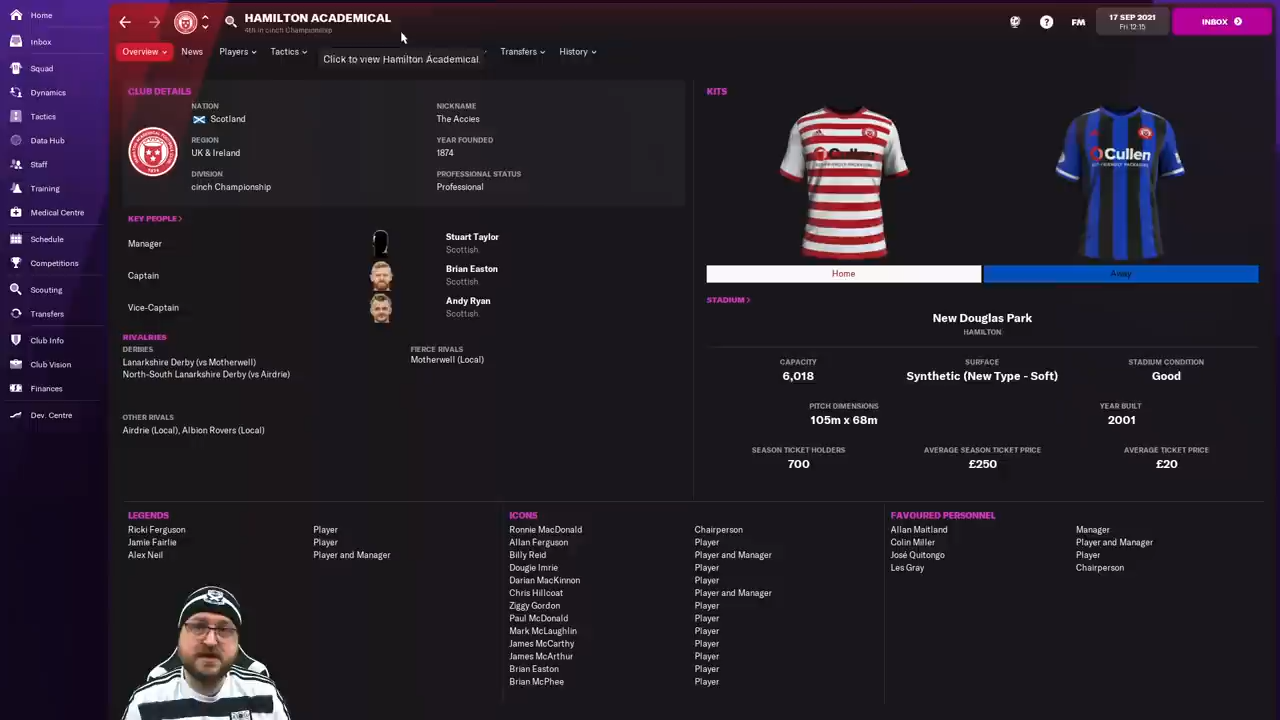 HAMILTON ACADEMICAL
4th in cinch Championship
17 SEP 2021
Fri 12:15
FM
INBOX
Home
Inbox
Squad
Dynamics
Tactics
Data Hub
Staff
Training
Medical Centre
Schedule
Competitions
Scouting
Transfers
Club Info
Club Vision
Finances
Dev. Centre
Overview
News
Players
Tactics
Click to view Hamilton Academical.
Transfers
History
CLUB DETAILS
NATION
Scotland
NICKNAME
The Accies
REGION
UK & Ireland
YEAR FOUNDED
1874
DIVISION
cinch Championship
PROFESSIONAL STATUS
Professional
KEY PEOPLE >
Manager
Stuart Taylor
Scottish
Captain
Brian Easton
Scottish
Vice-Captain
Andy Ryan
Scottish
RIVALRIES
DERBIES
Lanarkshire Derby (vs Motherwell)
North-South Lanarkshire Derby (vs Airdrie)
FIERCE RIVALS
Motherwell (Local)
OTHER RIVALS
Airdrie (Local), Albion Rovers (Local)
KITS
Cullen
Cullen
Home
Away
STADIUM >
New Douglas Park
HAMILTON
CAPACITY
6,018
SURFACE
Synthetic (New Type - Soft)
STADIUM CONDITION
Good
PITCH DIMENSIONS
105m x 68m
YEAR BUILT
2001
SEASON TICKET HOLDERS
700
AVERAGE SEASON TICKET PRICE
£250
AVERAGE TICKET PRICE
£20
LEGENDS
Ricki Ferguson Player
Jamie Fairlie Player
Alex Neil Player and Manager
ICONS
Ronnie MacDonald Chairperson
Allan Ferguson Player
Billy Reid Player and Manager
Dougie Imrie Player
Darian MacKinnon Player
Chris Hillcoat Player and Manager
Ziggy Gordon Player
Paul McDonald Player
Mark McLaughlin Player
James McCarthy Player
James McArthur Player
Brian Easton Player
Brian McPhee Player
FAVOURED PERSONNEL
Allan Maitland Manager
Colin Miller Player and Manager
José Quitongo Player
Les Gray Chairperson